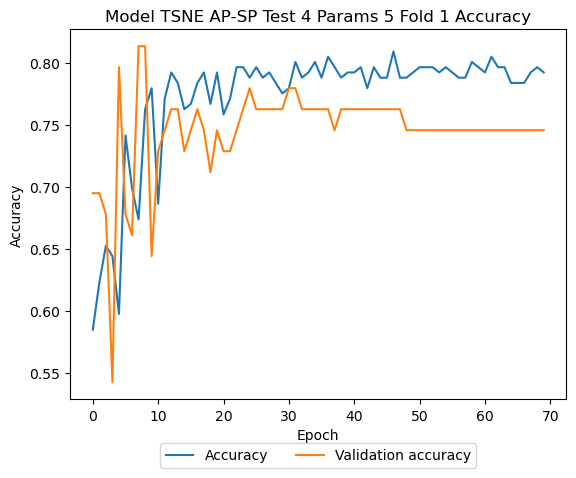 Model TSNE AP-SP Test 4 Params 5 Fold 1 Accuracy
Accuracy
0.80
0.75
0.70
0.65
0.60
0.55
0 10 20 30 40 50 60 70
Epoch
Accuracy Validation accuracy